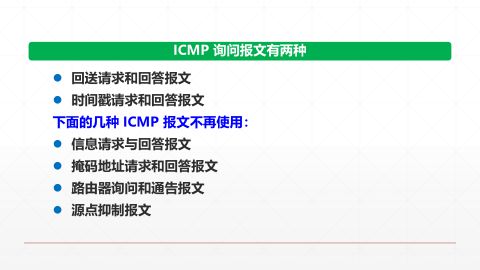 ICMP 询问报文有两种
● 回送请求和回答报文
● 时间戳请求和回答报文
下面的几种 ICMP 报文不再使用：
● 信息请求与回答报文
● 掩码地址请求和回答报文
● 路由器询问和通告报文
● 源点抑制报文